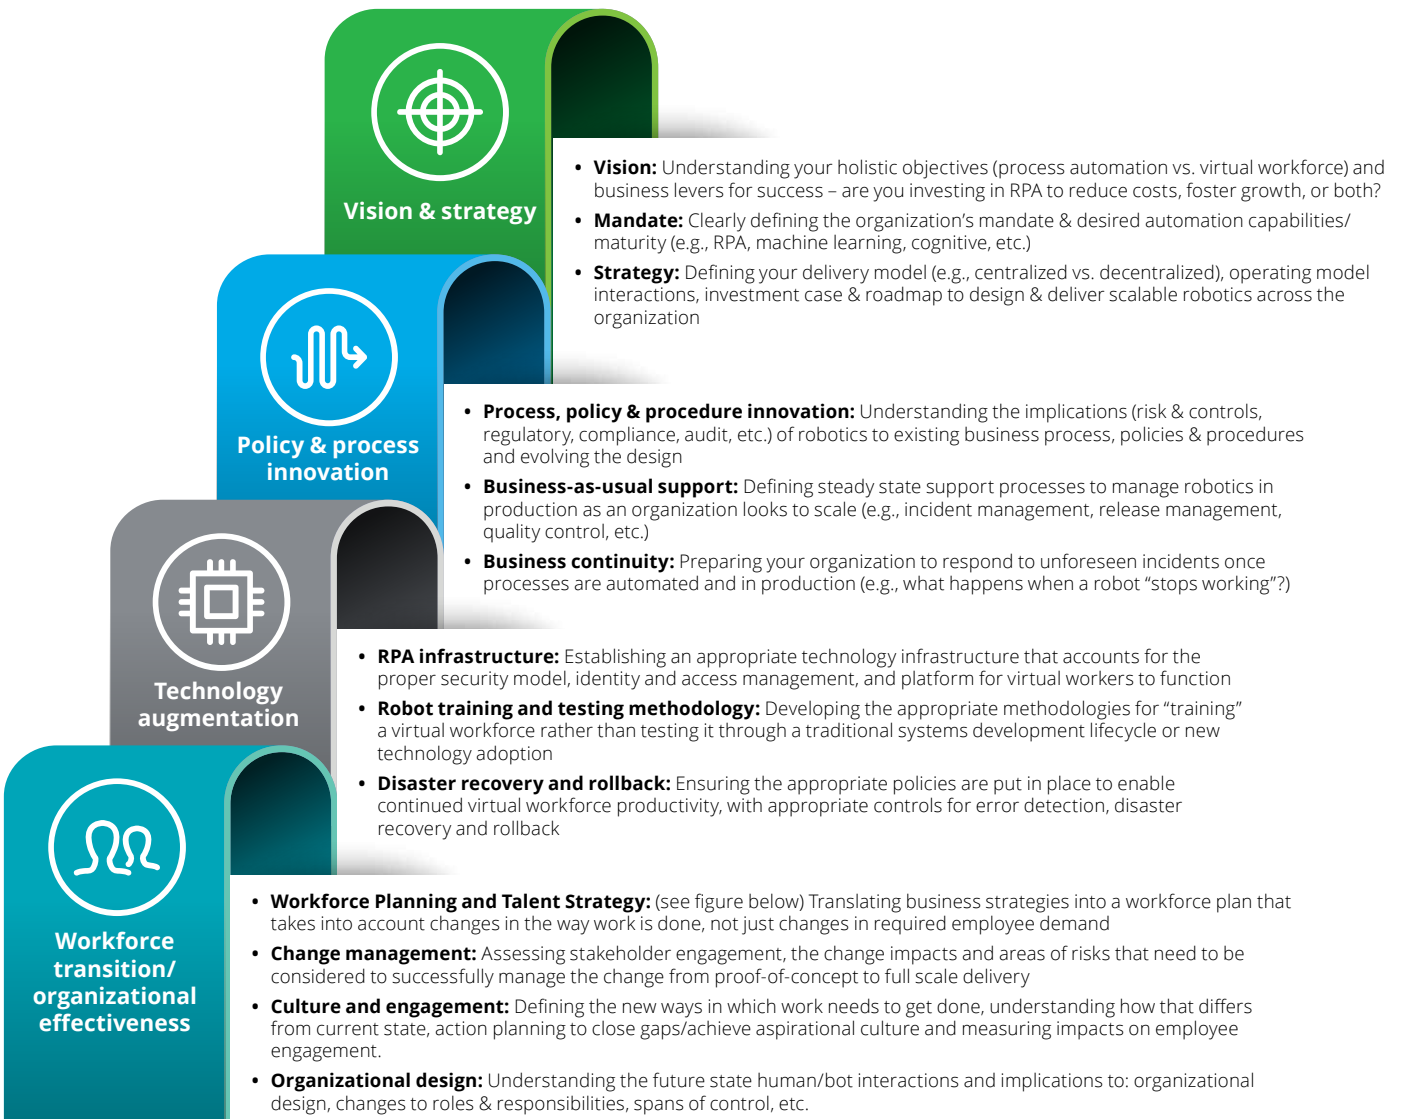 Vision & strategy
• Vision: Understanding your holistic objectives (process automation vs. virtual workforce) and
business levers for success – are you investing in RPA to reduce costs, foster growth, or both?
• Mandate: Clearly defining the organization’s mandate & desired automation capabilities/
maturity (e.g., RPA, machine learning, cognitive, etc.)
• Strategy: Defining your delivery model (e.g., centralized vs. decentralized), operating model
interactions, investment case & roadmap to design & deliver scalable robotics across the
organization
Policy & process
innovation
• Process, policy & procedure innovation: Understanding the implications (risk & controls,
regulatory, compliance, audit, etc.) of robotics to existing business process, policies & procedures
and evolving the design
• Business-as-usual support: Defining steady state support processes to manage robotics in
production as an organization looks to scale (e.g., incident management, release management,
quality control, etc.)
• Business continuity: Preparing your organization to respond to unforeseen incidents once
processes are automated and in production (e.g., what happens when a robot “stops working”?)
Technology
augmentation
• RPA infrastructure: Establishing an appropriate technology infrastructure that accounts for the
proper security model, identity and access management, and platform for virtual workers to function
• Robot training and testing methodology: Developing the appropriate methodologies for “training”
a virtual workforce rather than testing it through a traditional systems development lifecycle or new
technology adoption
• Disaster recovery and rollback: Ensuring the appropriate policies are put in place to enable
continued virtual workforce productivity, with appropriate controls for error detection, disaster
recovery and rollback
Workforce
transition/
organizational
effectiveness
• Workforce Planning and Talent Strategy: (see figure below) Translating business strategies into a workforce plan that
takes into account changes in the way work is done, not just changes in required employee demand
• Change management: Assessing stakeholder engagement, the change impacts and areas of risks that need to be
considered to successfully manage the change from proof-of-concept to full scale delivery
• Culture and engagement: Defining the new ways in which work needs to get done, understanding how that differs
from current state, action planning to close gaps/achieve aspirational culture and measuring impacts on employee
engagement.
• Organizational design: Understanding the future state human/bot interactions and implications to: organizational
design, changes to roles & responsibilities, spans of control, etc.